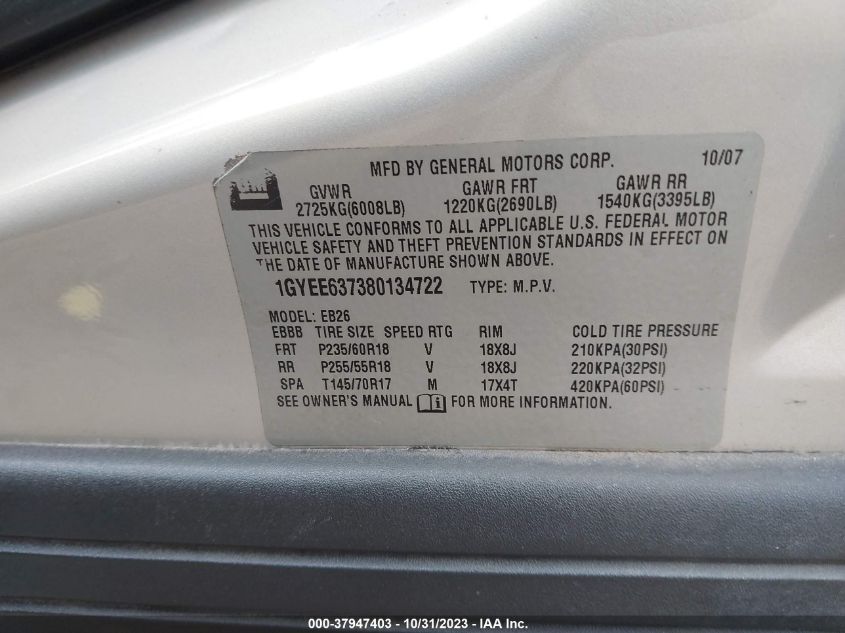 MFD BY GENERAL MOTORS CORP. 10/07
GVWR GAWR FRT GAWR RR
2725KG(6008LB) 1220KG(2690LB) 1540KG(3395LB)
THIS VEHICLE CONFORMS TO ALL APPLICABLE U.S. FEDERAL MOTOR
VEHICLE SAFETY AND THEFT PREVENTION STANDARDS IN EFFECT ON
THE DATE OF MANUFACTURE SHOWN ABOVE.
1GYEE637380134722 TYPE: M.P.V.
MODEL: EB26
EBBB TIRE SIZE SPEED RTG RIM COLD TIRE PRESSURE
FRT P235/60R18 V 18X8J 210KPA(30PSI)
RR P255/55R18 V 18X8J 220KPA(32PSI)
SPA T145/70R17 M 17X4T 420KPA(60PSI)
SEE OWNER'S MANUAL i FOR MORE INFORMATION.
000-37947403 - 10/31/2023 - IAA Inc.